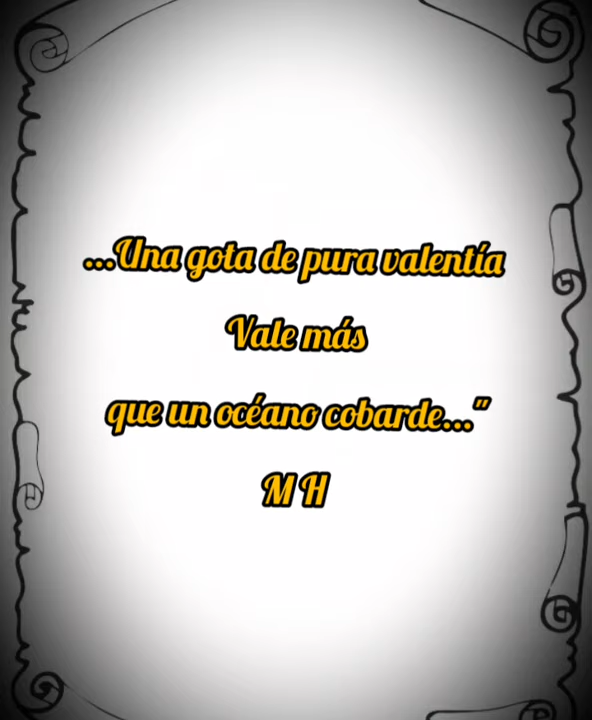 ...Una gota de pura valentía
Vale más
que un océano cobarde..."
M H